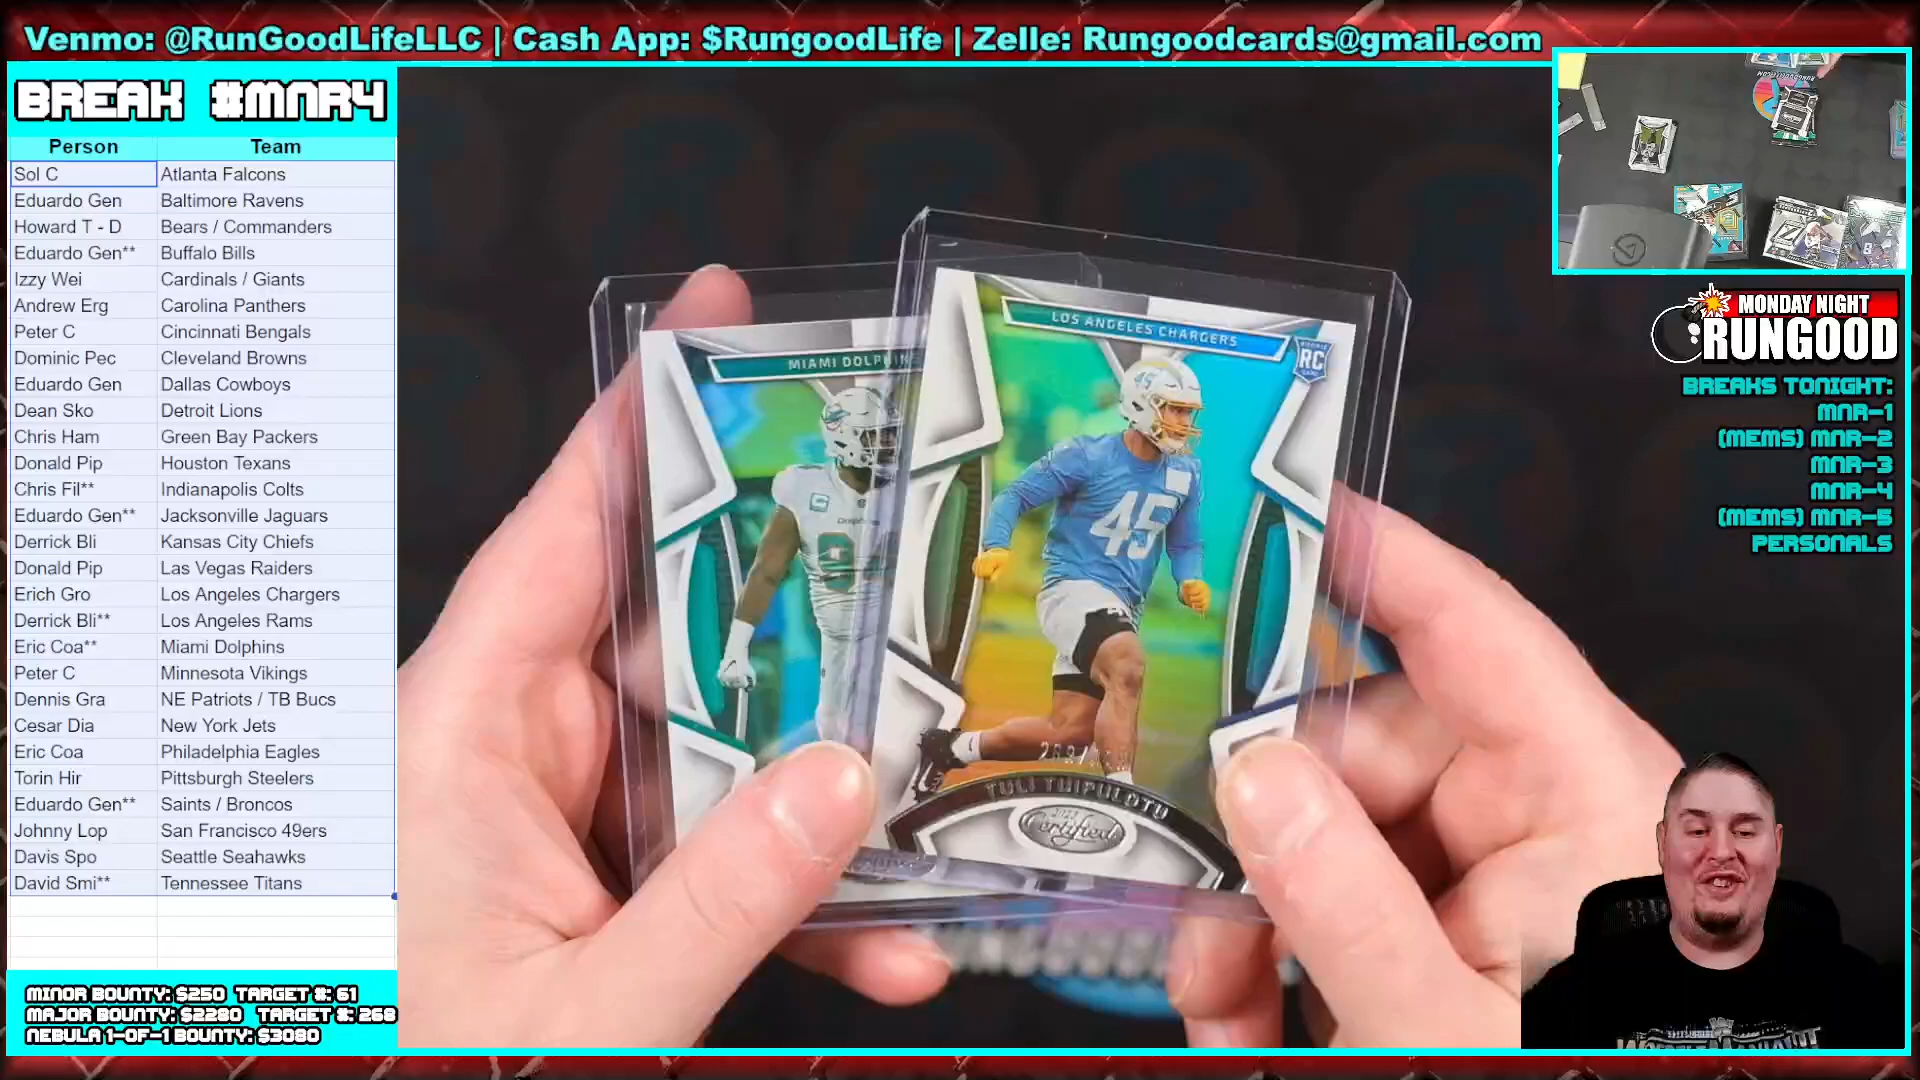 Venmo: @RunGoodLifeLLC | Cash App: $RungoodLife | Zelle: Rungoodcards@gmail.com
BREAK #MNR4
Person Team
Sol C Atlanta Falcons
Eduardo Gen Baltimore Ravens
Howard T - D Bears / Commanders
Eduardo Gen** Buffalo Bills
Izzy Wei Cardinals / Giants
Andrew Erg Carolina Panthers
Peter C Cincinnati Bengals
Dominic Pec Cleveland Browns
Eduardo Gen Dallas Cowboys
Dean Sko Detroit Lions
Chris Ham Green Bay Packers
Donald Pip Houston Texans
Chris Fil** Indianapolis Colts
Eduardo Gen** Jacksonville Jaguars
Derrick Bli Kansas City Chiefs
Donald Pip Las Vegas Raiders
Erich Gro Los Angeles Chargers
Derrick Bli** Los Angeles Rams
Eric Coa** Miami Dolphins
Peter C Minnesota Vikings
Dennis Gra NE Patriots / TB Bucs
Cesar Dia New York Jets
Eric Coa Philadelphia Eagles
Torin Hir Pittsburgh Steelers
Eduardo Gen** Saints / Broncos
Johnny Lop San Francisco 49ers
Davis Spo Seattle Seahawks
David Smi** Tennessee Titans
MINOR BOUNTY: $250 TARGET #: 61
MAJOR BOUNTY: $2280 TARGET #: 268
NEBULA 1-OF-1 BOUNTY: $3080
MIAMI DOLPHINS
LOS ANGELES CHARGERS
RC
45
45
TULI TUIPULOTU
Certified
MONDAY NIGHT
RUNGOOD
BREAKS TONIGHT:
MNR-1
(MEMS) MNR-2
MNR-3
MNR-4
(MEMS) MNR-5
PERSONALS